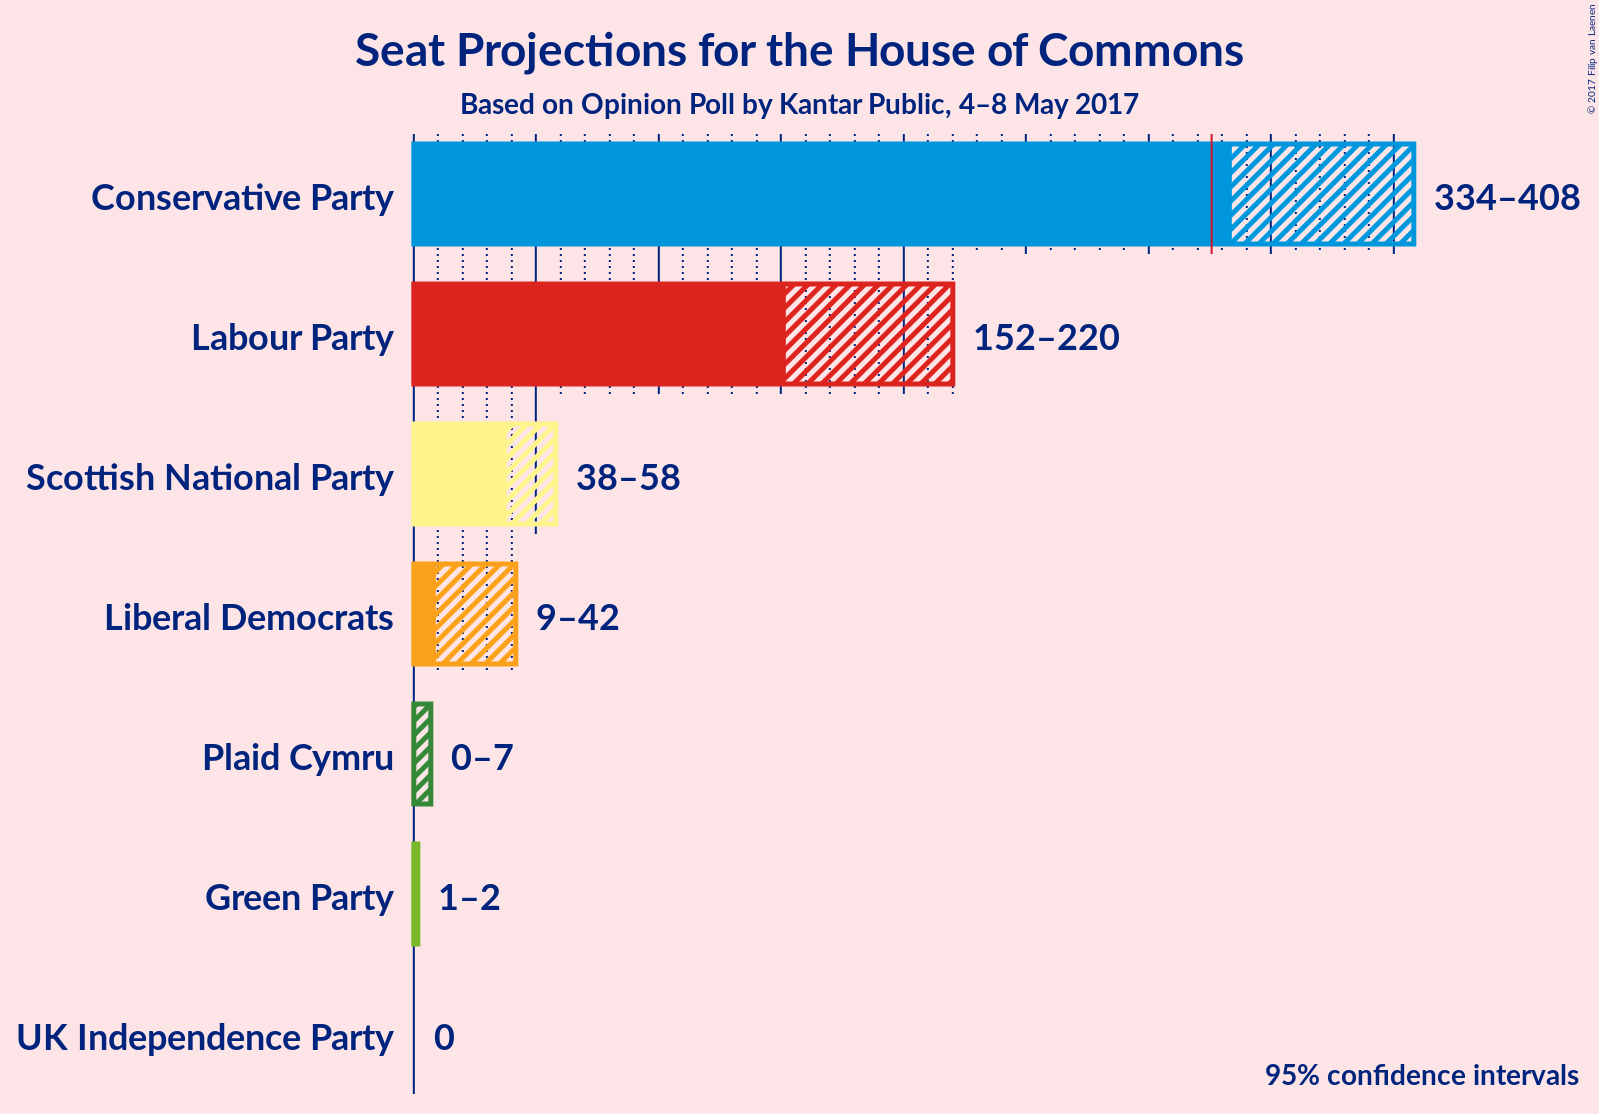 Seat Projections for the House of Commons
Based on Opinion Poll by Kantar Public, 4–8 May 2017
© 2017 Filip van Laenen
Conservative Party 334–408
Labour Party 152–220
Scottish National Party 38–58
Liberal Democrats 9–42
Plaid Cymru 0–7
Green Party 1–2
UK Independence Party 0
95% confidence intervals